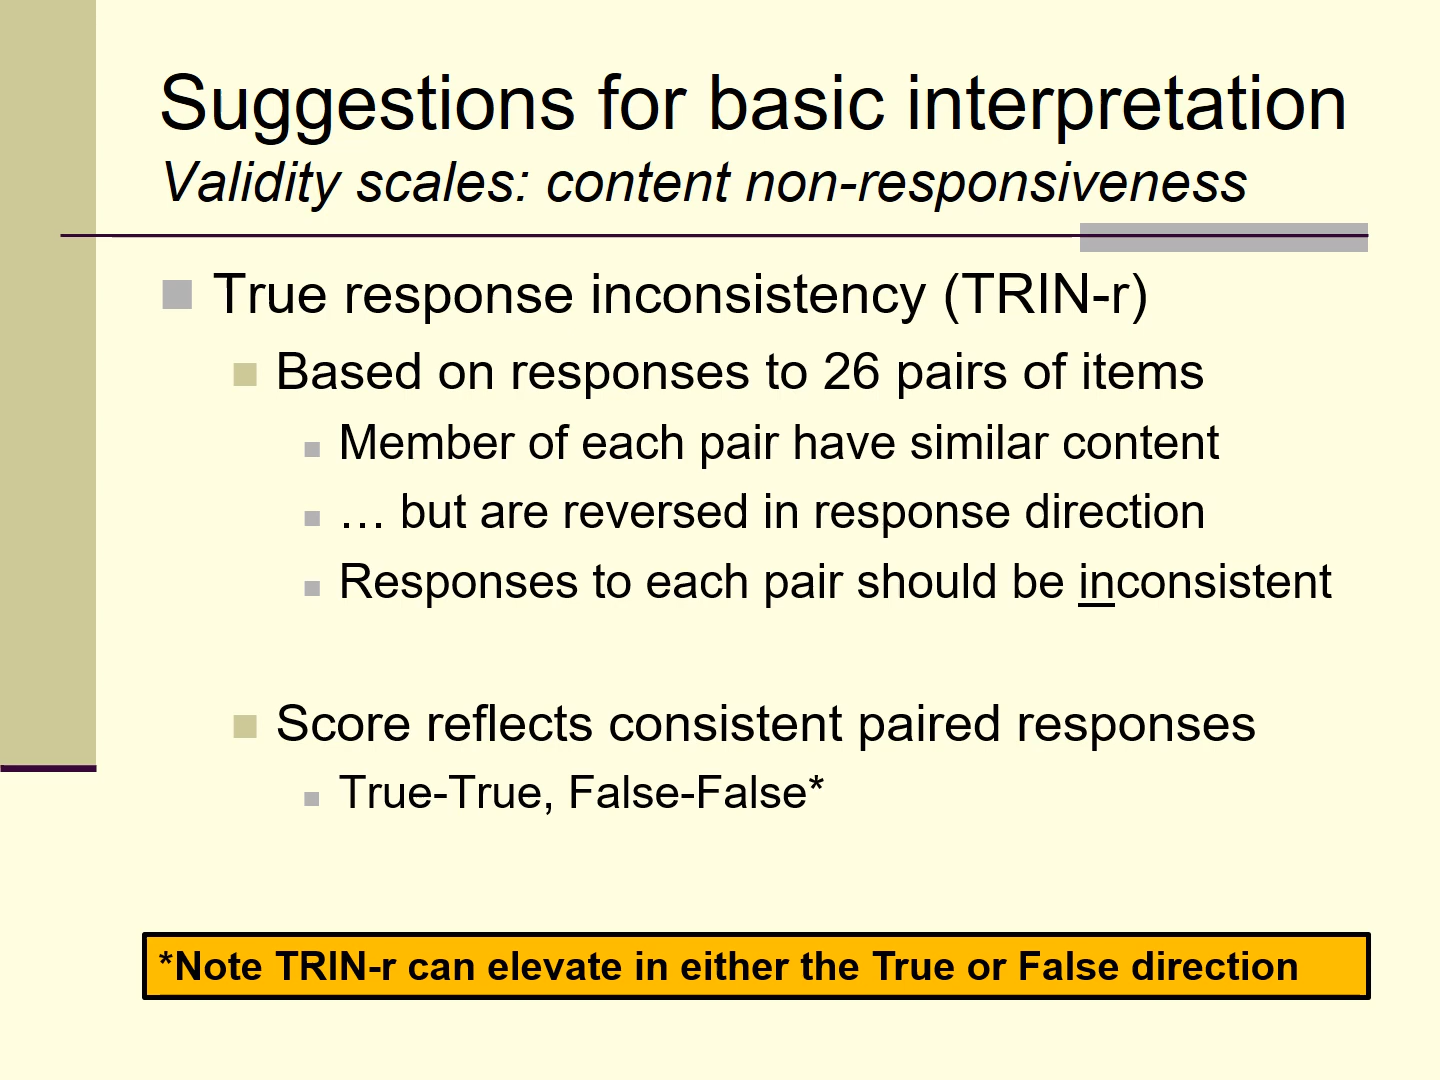 Suggestions for basic interpretation
Validity scales: content non-responsiveness
True response inconsistency (TRIN-r)
Based on responses to 26 pairs of items
Member of each pair have similar content
… but are reversed in response direction
Responses to each pair should be inconsistent
Score reflects consistent paired responses
True-True, False-False*
*Note TRIN-r can elevate in either the True or False direction